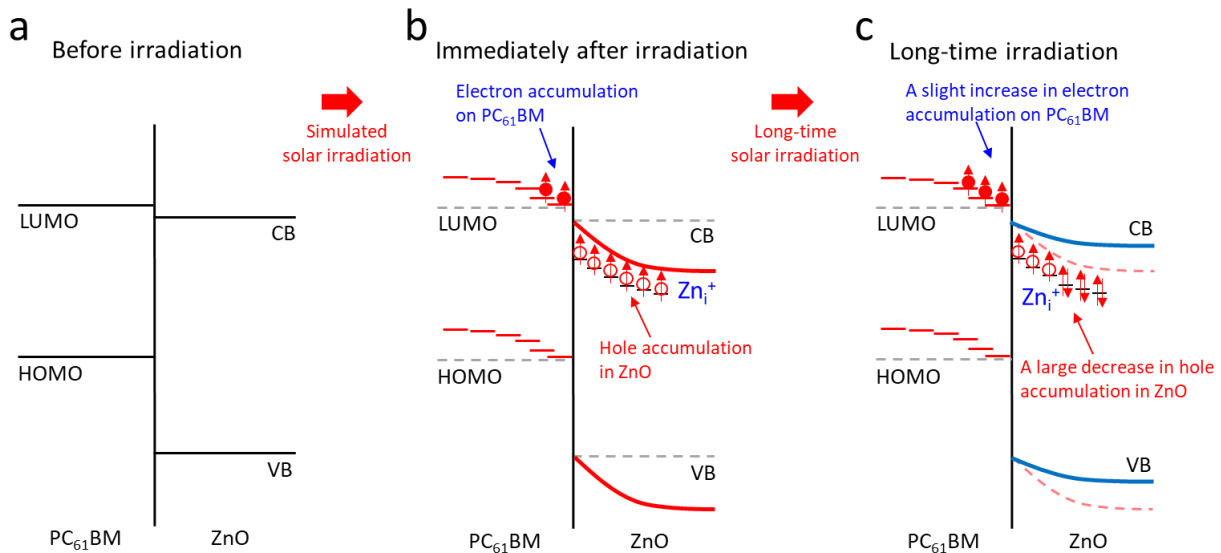 a
Before irradiation
LUMO
CB
HOMO
VB
PC₆₁BM
ZnO
Simulated
solar irradiation
b
Immediately after irradiation
Electron accumulation
on PC₆₁BM
LUMO
CB
Znᵢ⁺
HOMO
Hole accumulation
in ZnO
VB
PC₆₁BM
ZnO
Long-time
solar irradiation
c
Long-time irradiation
A slight increase in electron
accumulation on PC₆₁BM
LUMO
CB
Znᵢ⁺
HOMO
A large decrease in hole
accumulation in ZnO
VB
PC₆₁BM
ZnO